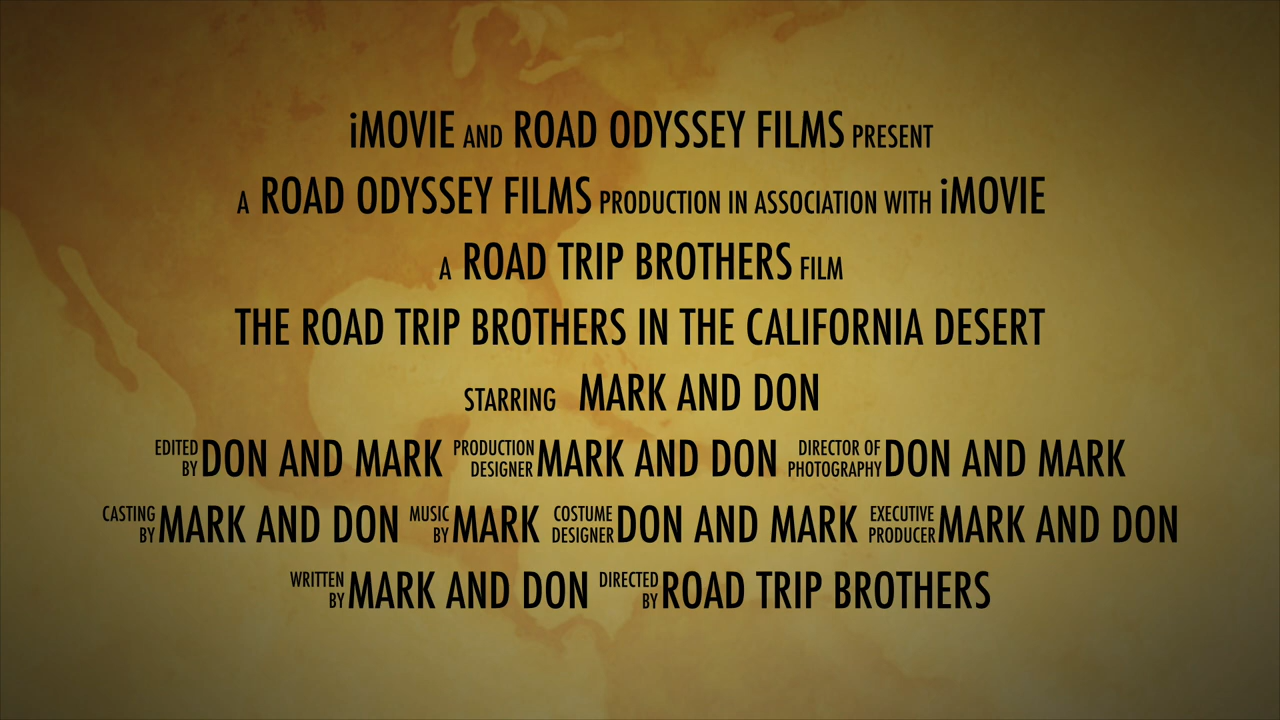 iMOVIE AND ROAD ODYSSEY FILMS PRESENT
A ROAD ODYSSEY FILMS PRODUCTION IN ASSOCIATION WITH iMOVIE
A ROAD TRIP BROTHERS FILM
THE ROAD TRIP BROTHERS IN THE CALIFORNIA DESERT
STARRING MARK AND DON
EDITED BY DON AND MARK PRODUCTION DESIGNER MARK AND DON DIRECTOR OF PHOTOGRAPHY DON AND MARK
CASTING BY MARK AND DON MUSIC BY MARK COSTUME DESIGNER DON AND MARK EXECUTIVE PRODUCER MARK AND DON
WRITTEN BY MARK AND DON DIRECTED BY ROAD TRIP BROTHERS